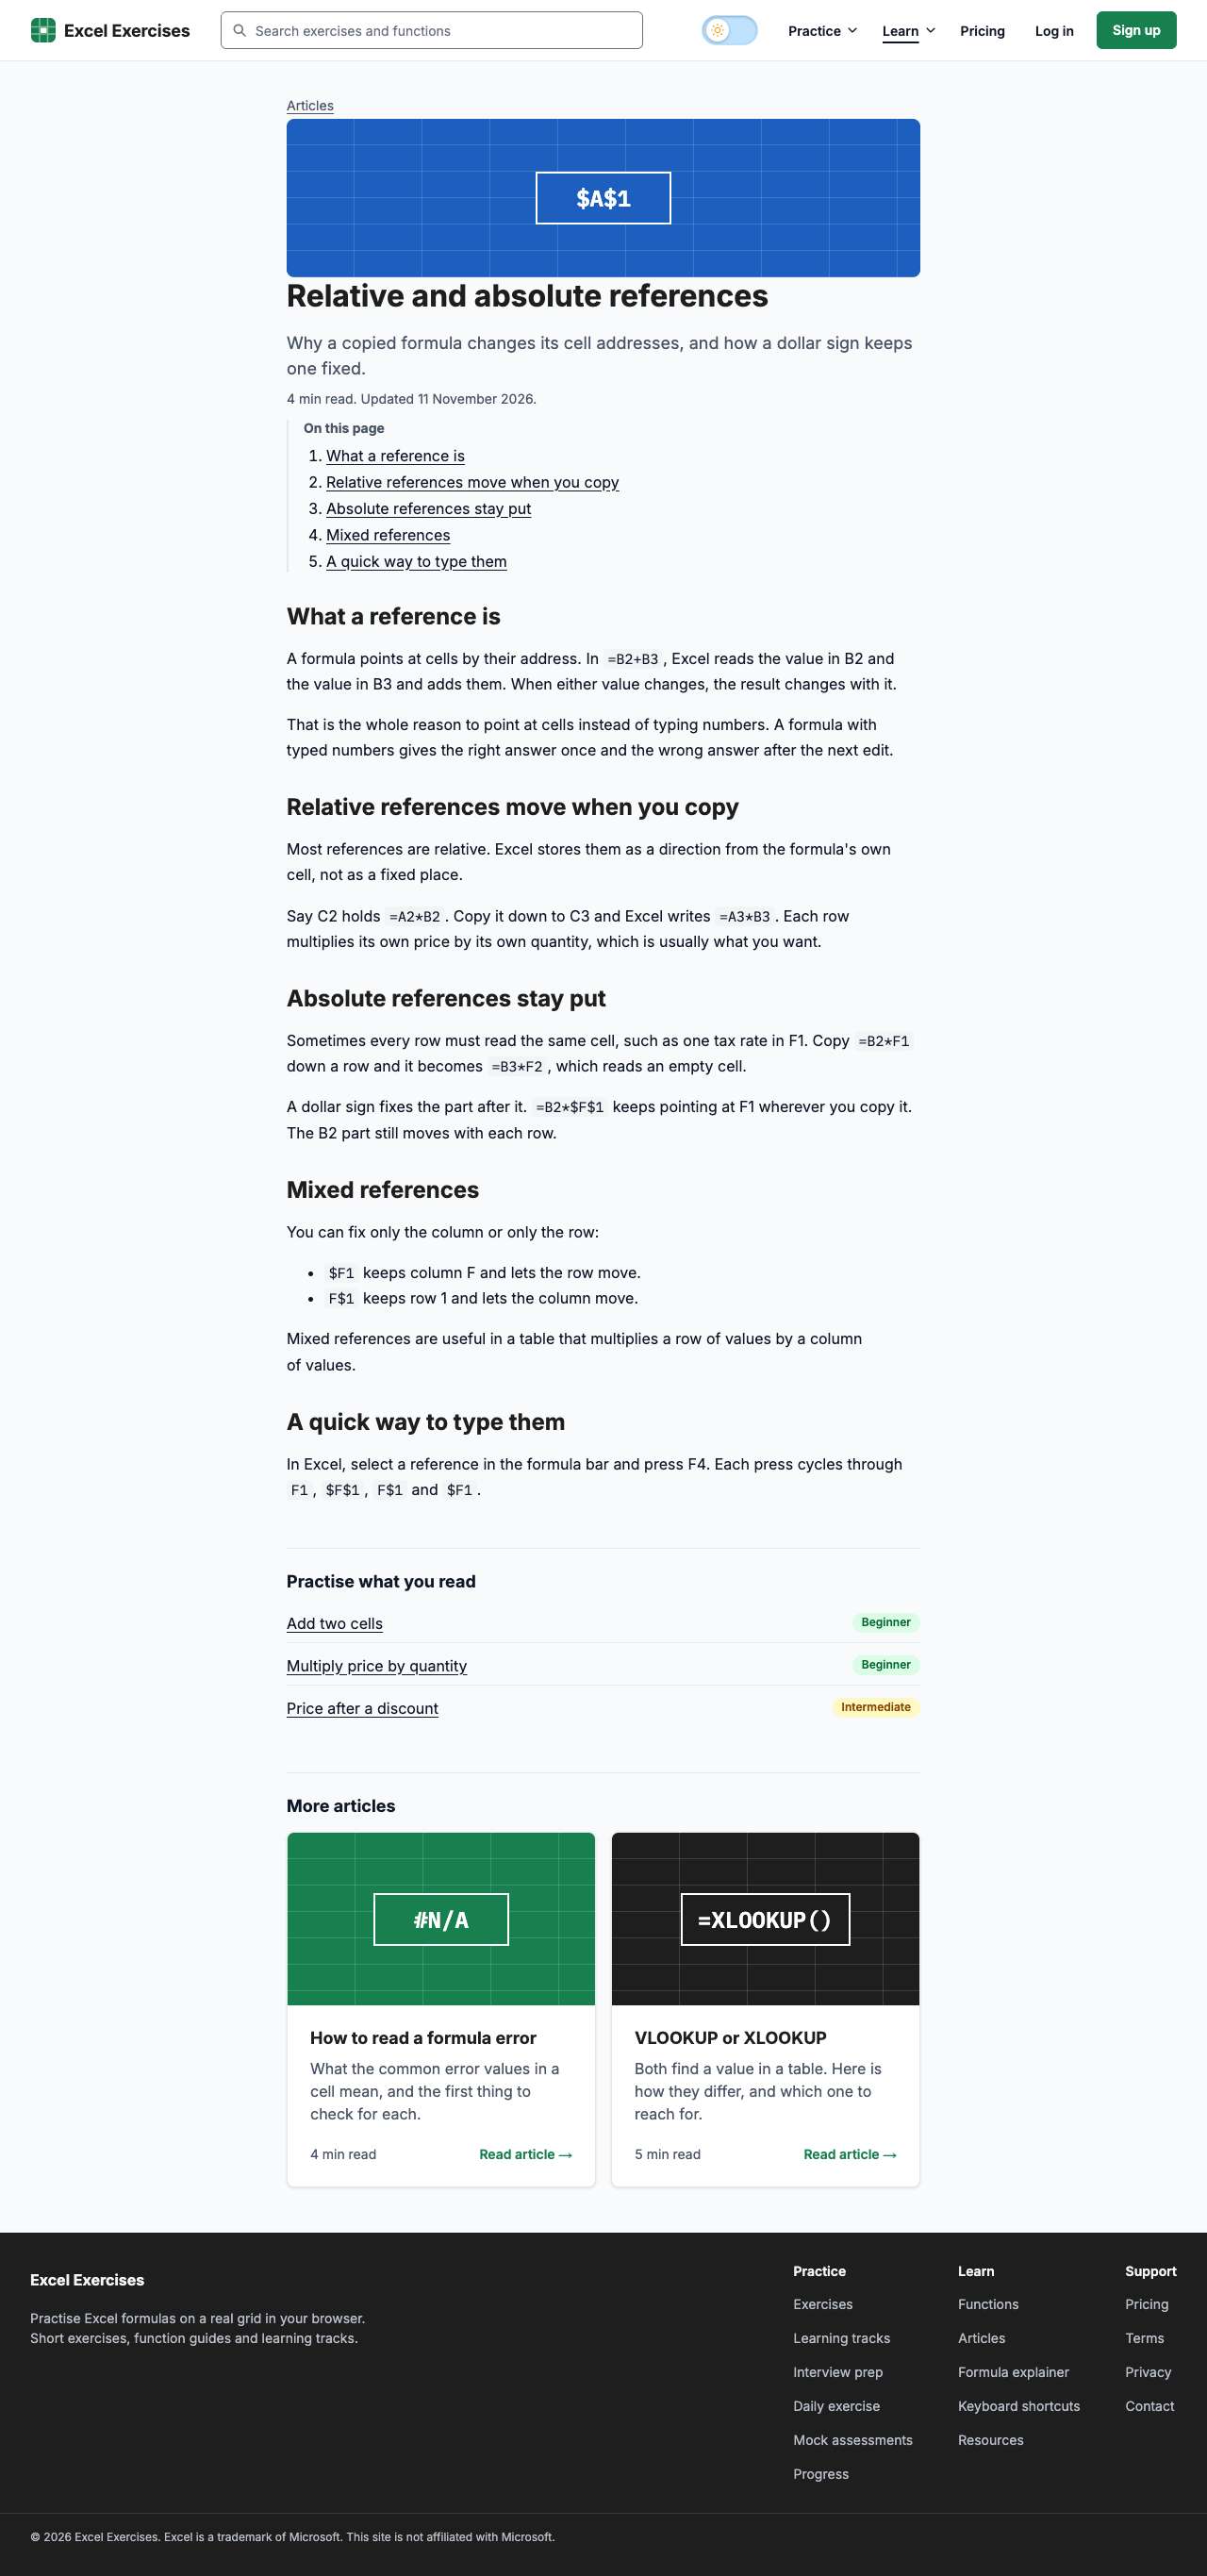 Excel Exercises
Search exercises and functions
Practice
Learn
Pricing
Log in
Sign up
Articles
$A$1
Relative and absolute references
Why a copied formula changes its cell addresses, and how a dollar sign keeps
one fixed.
4 min read. Updated 11 November 2026.
On this page
1. What a reference is
2. Relative references move when you copy
3. Absolute references stay put
4. Mixed references
5. A quick way to type them
What a reference is
A formula points at cells by their address. In =B2+B3, Excel reads the value in B2 and
the value in B3 and adds them. When either value changes, the result changes with it.
That is the whole reason to point at cells instead of typing numbers. A formula with
typed numbers gives the right answer once and the wrong answer after the next edit.
Relative references move when you copy
Most references are relative. Excel stores them as a direction from the formula's own
cell, not as a fixed place.
Say C2 holds =A2*B2. Copy it down to C3 and Excel writes =A3*B3. Each row
multiplies its own price by its own quantity, which is usually what you want.
Absolute references stay put
Sometimes every row must read the same cell, such as one tax rate in F1. Copy =B2*F1
down a row and it becomes =B3*F2, which reads an empty cell.
A dollar sign fixes the part after it. =B2*$F$1 keeps pointing at F1 wherever you copy it.
The B2 part still moves with each row.
Mixed references
You can fix only the column or only the row:
• $F1 keeps column F and lets the row move.
• F$1 keeps row 1 and lets the column move.
Mixed references are useful in a table that multiplies a row of values by a column
of values.
A quick way to type them
In Excel, select a reference in the formula bar and press F4. Each press cycles through
F1, $F$1, F$1 and $F1.
Practise what you read
Add two cells
Beginner
Multiply price by quantity
Beginner
Price after a discount
Intermediate
More articles
#N/A
How to read a formula error
What the common error values in a
cell mean, and the first thing to
check for each.
4 min read
Read article →
=XLOOKUP()
VLOOKUP or XLOOKUP
Both find a value in a table. Here is
how they differ, and which one to
reach for.
5 min read
Read article →
Excel Exercises
Practise Excel formulas on a real grid in your browser.
Short exercises, function guides and learning tracks.
Practice
Exercises
Learning tracks
Interview prep
Daily exercise
Mock assessments
Progress
Learn
Functions
Articles
Formula explainer
Keyboard shortcuts
Resources
Support
Pricing
Terms
Privacy
Contact
© 2026 Excel Exercises. Excel is a trademark of Microsoft. This site is not affiliated with Microsoft.